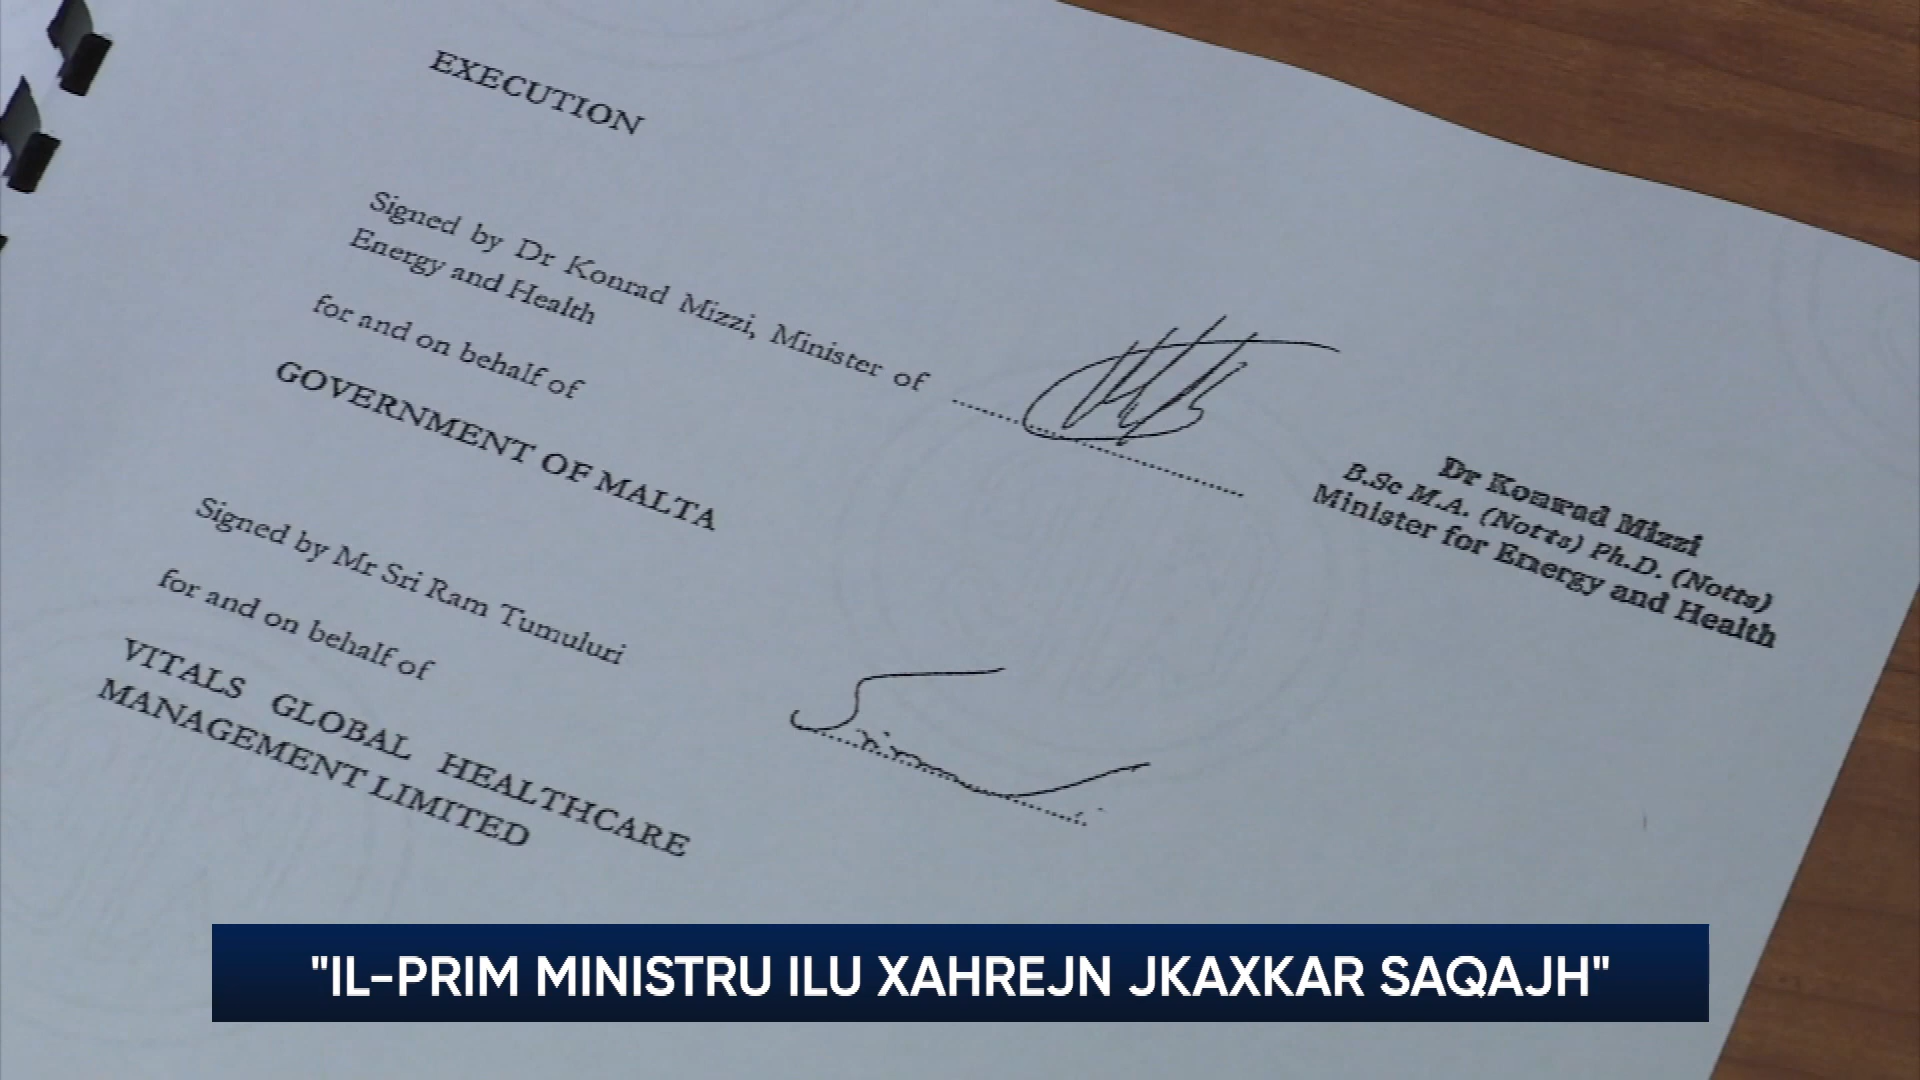 EXECUTION
Signed by Dr Konrad Mizzi, Minister of
Energy and Health
for and on behalf of
GOVERNMENT OF MALTA
Dr Konrad Mizzi
B.Sc M.A. (Notts) Ph.D. (Notts)
Minister for Energy and Health
Signed by Mr Sri Ram Tumuluri
for and on behalf of
VITALS GLOBAL HEALTHCARE
MANAGEMENT LIMITED
"IL-PRIM MINISTRU ILU XAHREJN JKAXKAR SAQAJH"